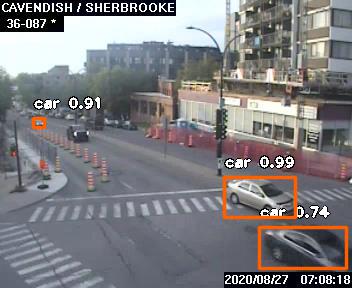 CAVENDISH / SHERBROOKE
36-087 *
car 0.91
car 0.99
car 0.74
2020/08/27 07:08:18